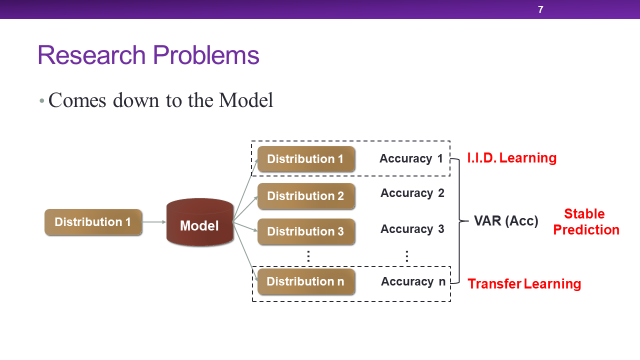 7
Research Problems
• Comes down to the Model
Distribution 1
Model
Distribution 1 Accuracy 1
Distribution 2 Accuracy 2
Distribution 3 Accuracy 3
⋮ ⋮
Distribution n Accuracy n
I.I.D. Learning
VAR (Acc)
Stable
Prediction
Transfer Learning